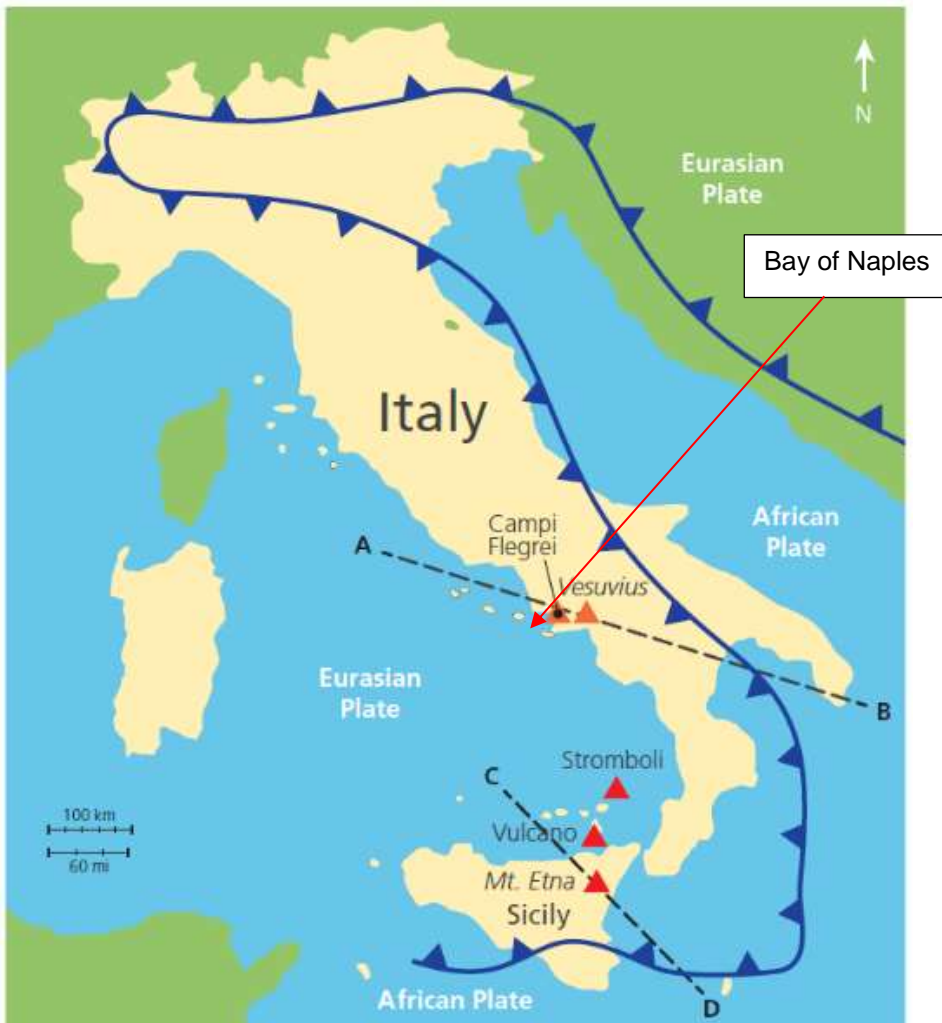 N
Eurasian
Plate
Bay of Naples
Italy
African
Plate
Campi
Flegrei
A
Vesuvius
Eurasian
Plate
B
Stromboli
C
100 km
60 mi
Vulcano
Mt. Etna
Sicily
African Plate
D